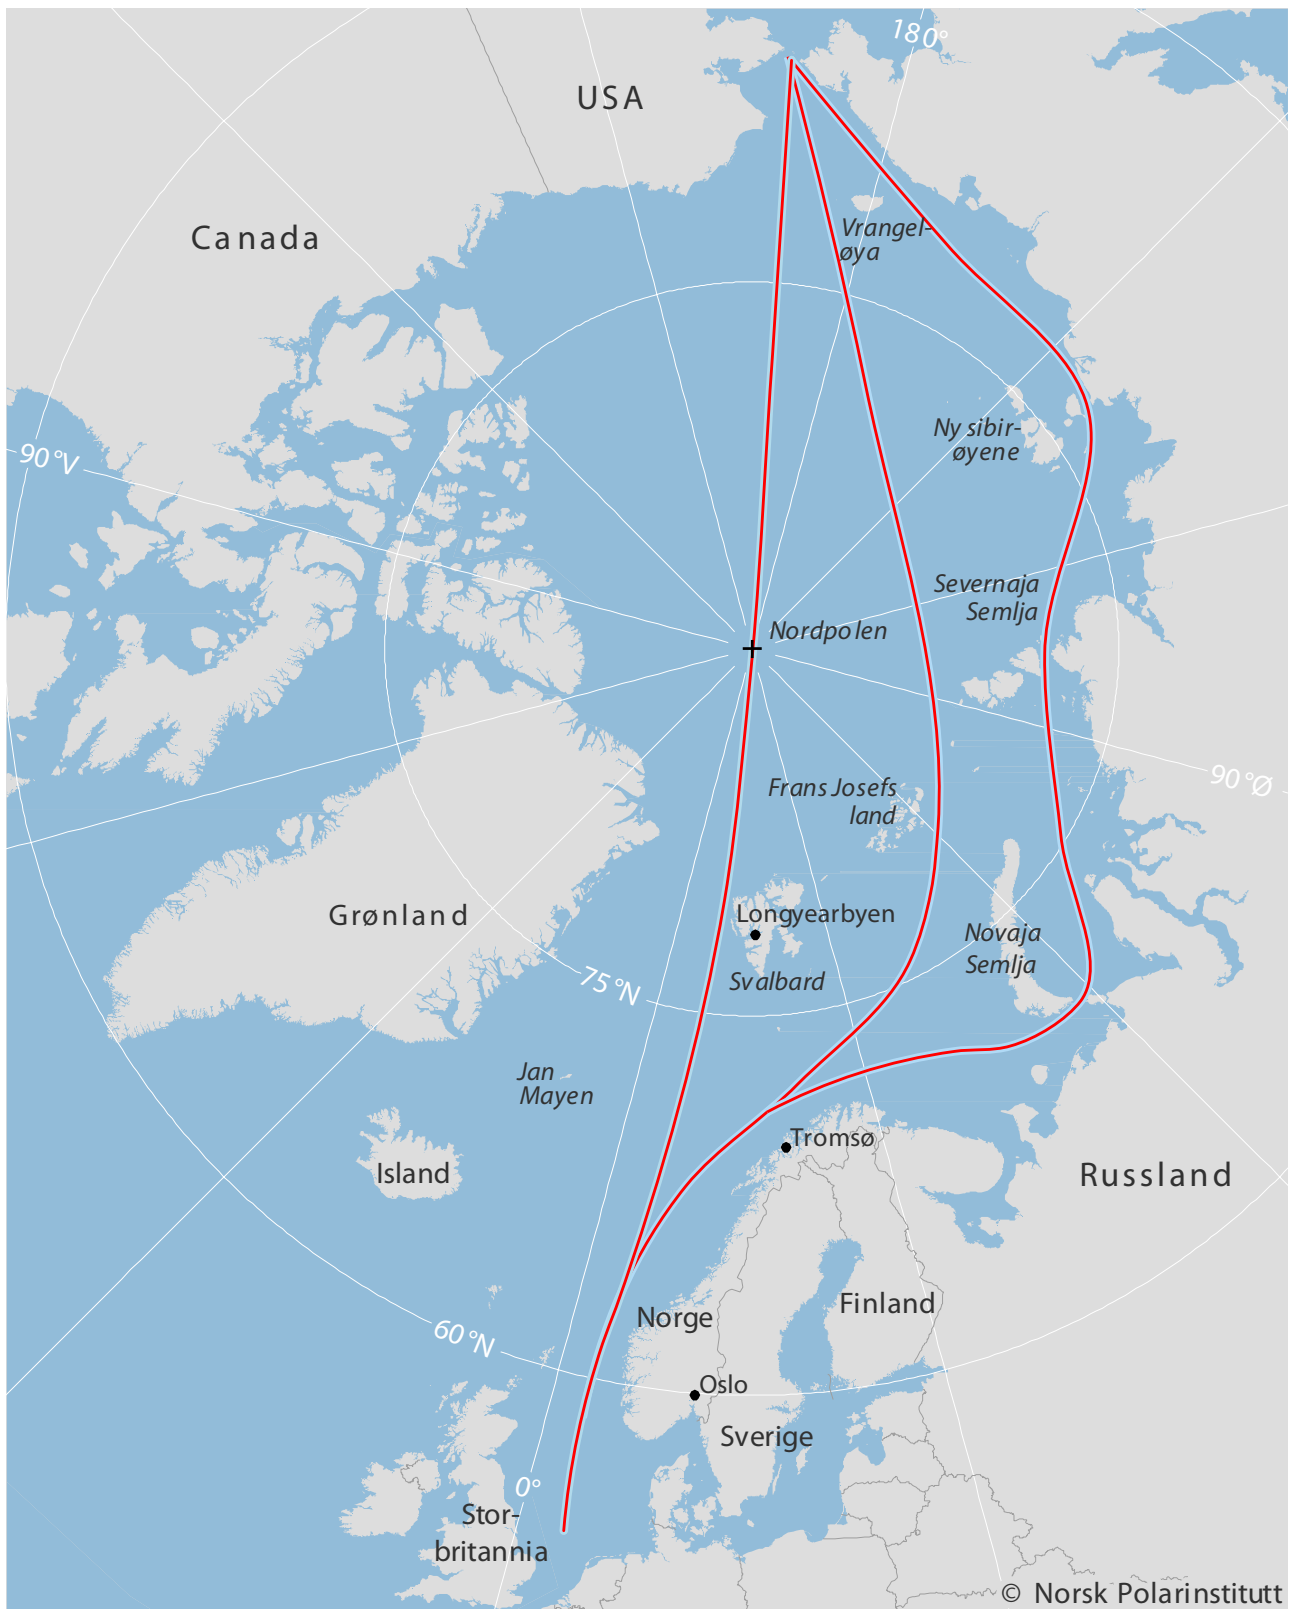 180°
USA
Canada
Vrangel-
øya
90°V
Ny sibir-
øyene
Severnaja
Semlja
Nordpolen
90°Ø
Frans Josefs
land
Grønland
Longyearbyen
Novaja
Semlja
Svalbard
75°N
Jan
Mayen
Tromsø
Island
Russland
Norge
Finland
60°N
Oslo
Sverige
0°
Stor-
britannia
© Norsk Polarinstitutt